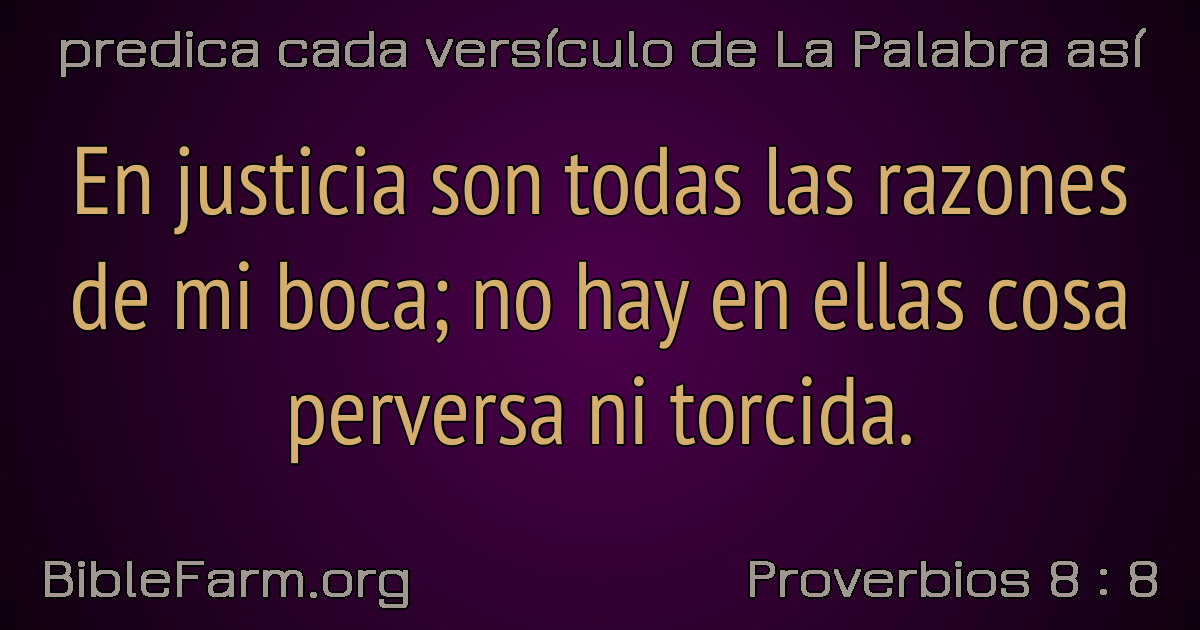 predica cada versículo de La Palabra así
En justicia son todas las razones
de mi boca; no hay en ellas cosa
perversa ni torcida.
BibleFarm.org
Proverbios 8 : 8